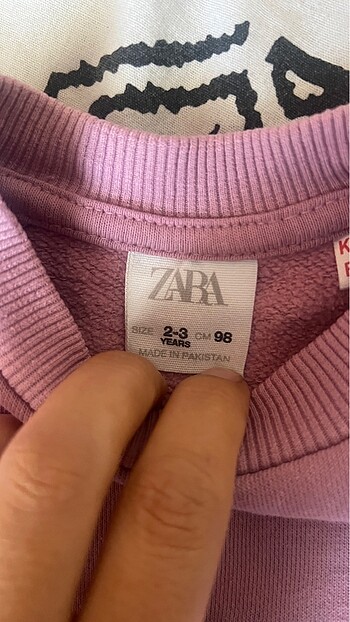 ZARA
SIZE 2-3 CM 98
YEARS
MADE IN PAKISTAN
K